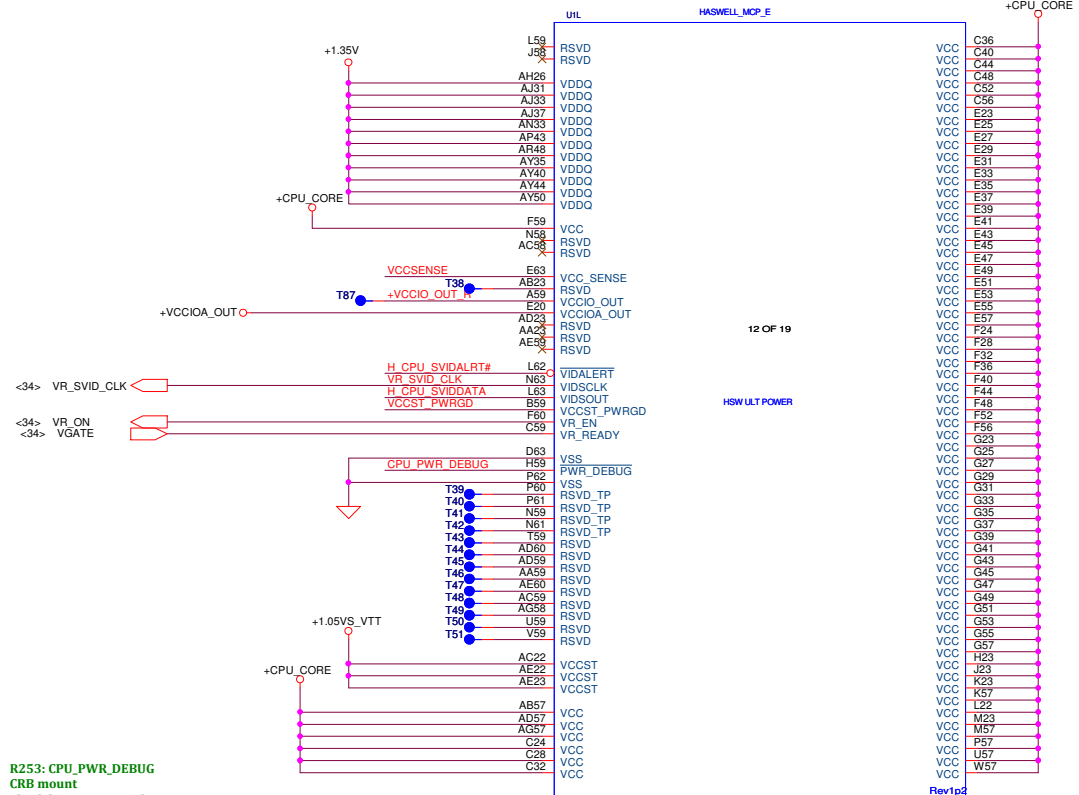 U1L
HASWELL_MCP_E
+CPU_CORE
L59 RSVD
J58 RSVD
+1.35V
AH26 VDDQ
AJ31 VDDQ
AJ33 VDDQ
AJ37 VDDQ
AN33 VDDQ
AP43 VDDQ
AR48 VDDQ
AY35 VDDQ
AY40 VDDQ
AY44 VDDQ
AY50 VDDQ
+CPU_CORE
F59 VCC
N58 RSVD
AC58 RSVD
VCCSENSE E63 VCC_SENSE
T38 AB23 RSVD
T87 +VCCIO_OUT_R A59 VCCIO_OUT
+VCCIOA_OUT E20 VCCIOA_OUT
AD23 RSVD
AA23 RSVD
AE59 RSVD
H_CPU_SVIDALRT# L62 VIDALERT
<34> VR_SVID_CLK VR_SVID_CLK N63 VIDSCLK
H_CPU_SVIDDATA L63 VIDSOUT
VCCST_PWRGD B59 VCCST_PWRGD
<34> VR_ON F60 VR_EN
<34> VGATE C59 VR_READY
D63 VSS
CPU_PWR_DEBUG H59 PWR_DEBUG
P62 VSS
T39 P60 RSVD_TP
T40 P61 RSVD_TP
T41 N59 RSVD_TP
T42 N61 RSVD_TP
T43 T59 RSVD
T44 AD60 RSVD
T45 AD59 RSVD
T46 AA59 RSVD
T47 AE60 RSVD
T48 AC59 RSVD
T49 AG58 RSVD
T50 U59 RSVD
T51 V59 RSVD
+1.05VS_VTT
AC22 VCCST
AE22 VCCST
AE23 VCCST
+CPU_CORE
AB57 VCC
AD57 VCC
AG57 VCC
C24 VCC
C28 VCC
C32 VCC
12 OF 19
HSW ULT POWER
VCC C36
VCC C40
VCC C44
VCC C48
VCC C52
VCC C56
VCC E23
VCC E25
VCC E27
VCC E29
VCC E31
VCC E33
VCC E35
VCC E37
VCC E39
VCC E41
VCC E43
VCC E45
VCC E47
VCC E49
VCC E51
VCC E53
VCC E55
VCC E57
VCC F24
VCC F28
VCC F32
VCC F36
VCC F40
VCC F44
VCC F48
VCC F52
VCC F56
VCC G23
VCC G25
VCC G27
VCC G29
VCC G31
VCC G33
VCC G35
VCC G37
VCC G39
VCC G41
VCC G43
VCC G45
VCC G47
VCC G49
VCC G51
VCC G53
VCC G55
VCC G57
VCC H23
VCC J23
VCC K23
VCC K57
VCC L22
VCC M23
VCC M57
VCC P57
VCC U57
VCC W57
Rev1p2
R253: CPU_PWR_DEBUG
CRB mount